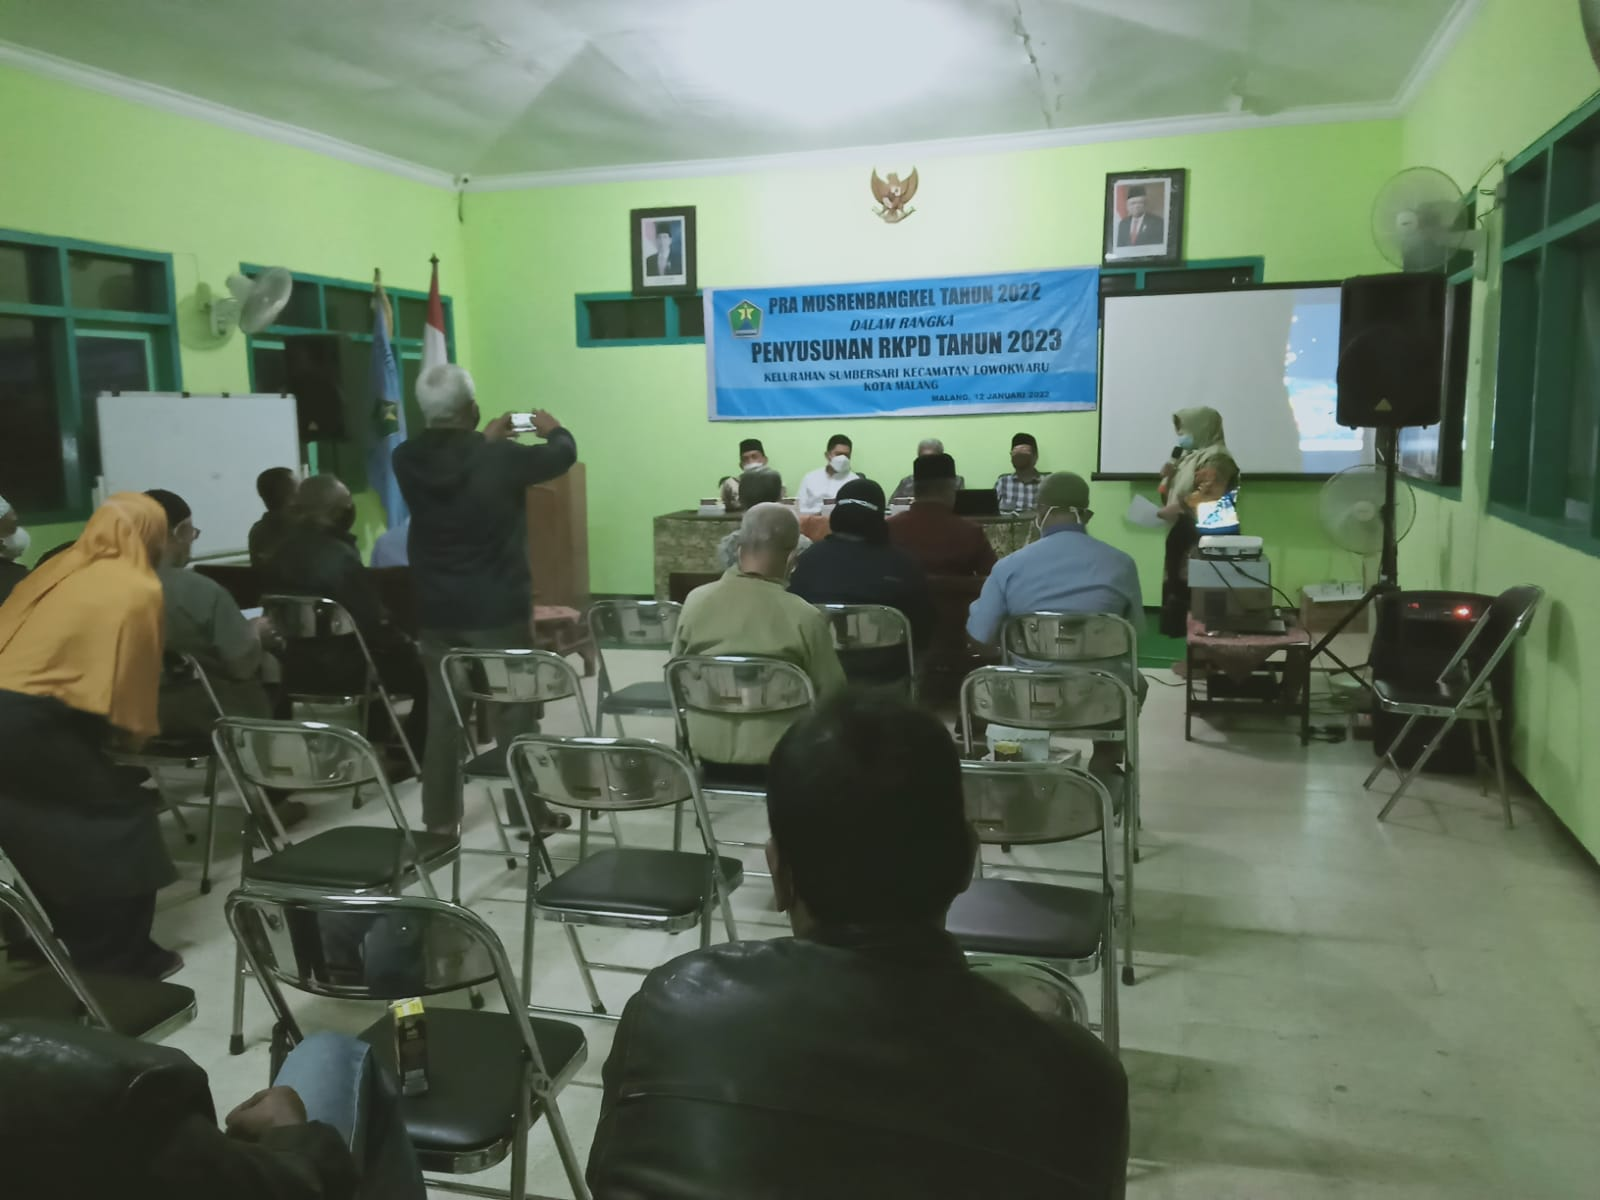 PRA MUSRENBANGKEL TAHUN 2022
DALAM RANGKA
PENYUSUNAN RKPD TAHUN 2023
KELURAHAN SUMBERSARI KECAMATAN LOWOKWARU
KOTA MALANG
MALANG, 12 JANUARI 2022